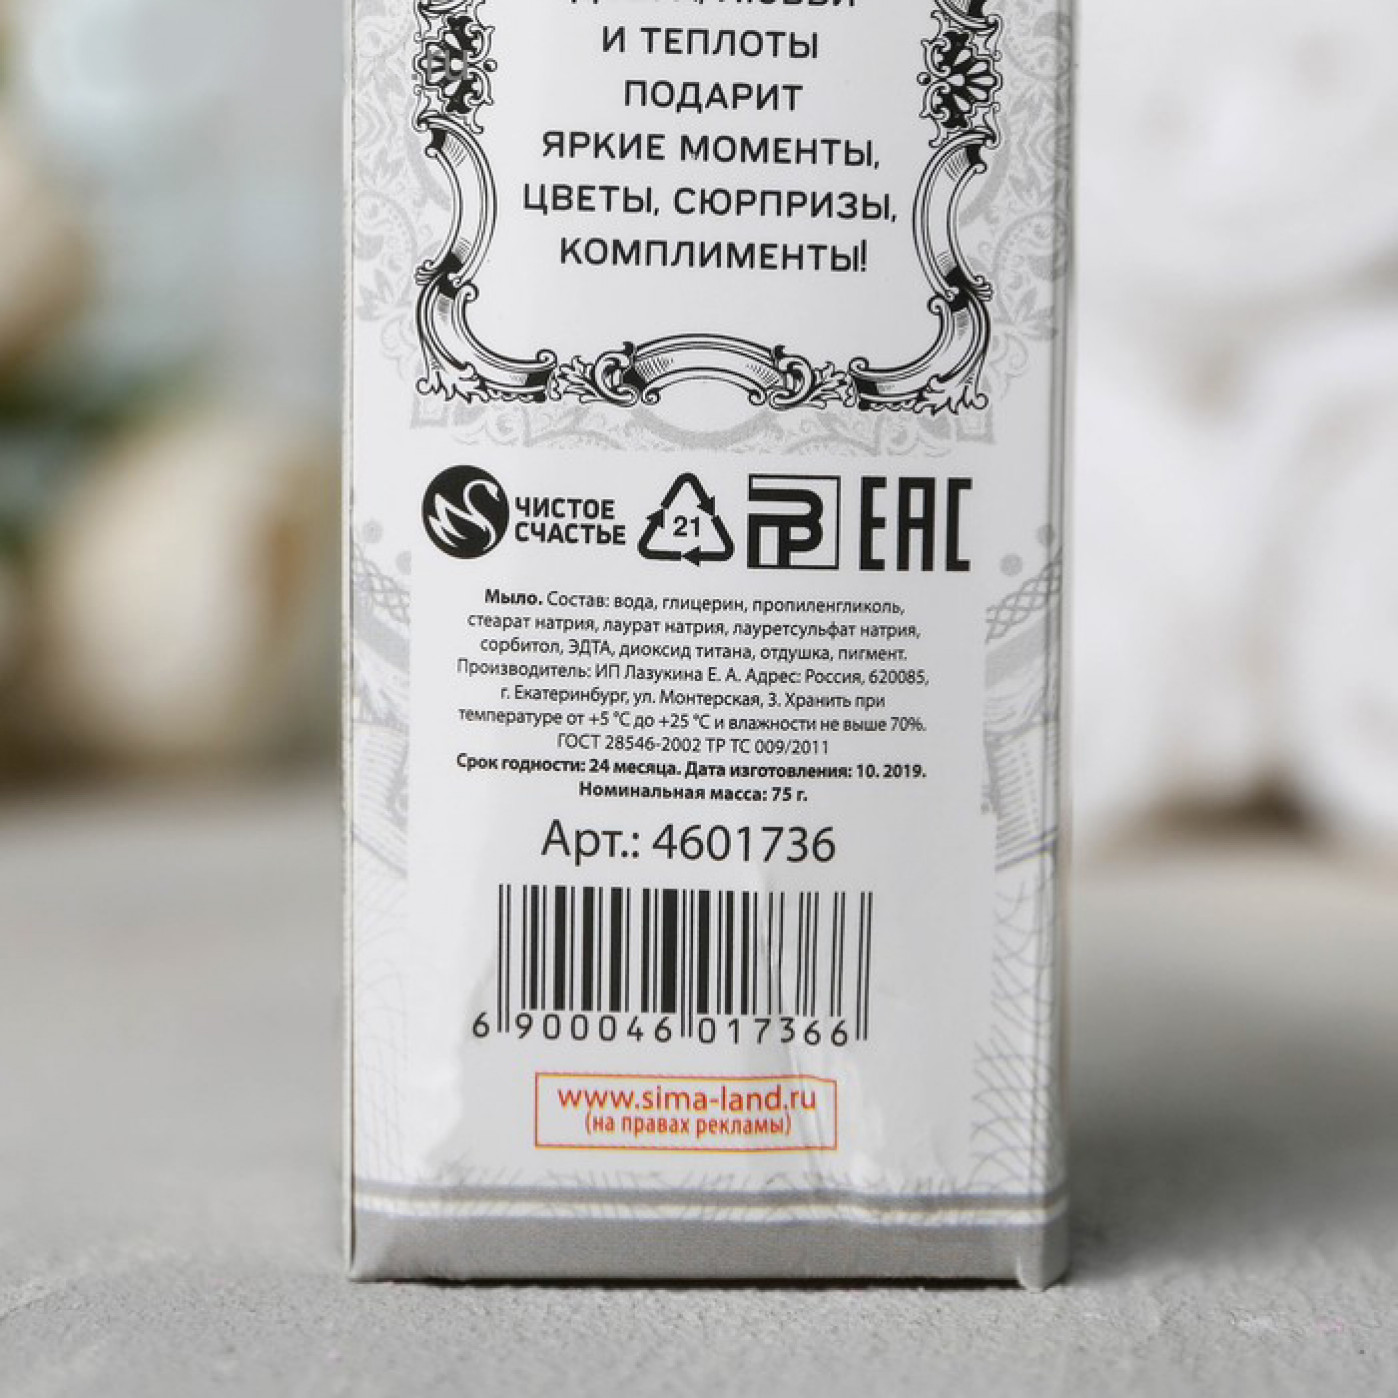 И ТЕПЛОТЫ
ПОДАРИТ
ЯРКИЕ МОМЕНТЫ,
ЦВЕТЫ, СЮРПРИЗЫ,
КОМПЛИМЕНТЫ!
ЧИСТОЕ
СЧАСТЬЕ
21
EAC
Мыло. Состав: вода, глицерин, пропиленгликоль,
стеарат натрия, лаурат натрия, лауретсульфат натрия,
сорбитол, ЭДТА, диоксид титана, отдушка, пигмент.
Производитель: ИП Лазукина Е. А. Адрес: Россия, 620085,
г. Екатеринбург, ул. Монтерская, 3. Хранить при
температуре от +5 °С до +25 °С и влажности не выше 70%.
ГОСТ 28546-2002 ТР ТС 009/2011
Срок годности: 24 месяца. Дата изготовления: 10. 2019.
Номинальная масса: 75 г.
Арт.: 4601736
6 900046 017366
www.sima-land.ru
(на правах рекламы)